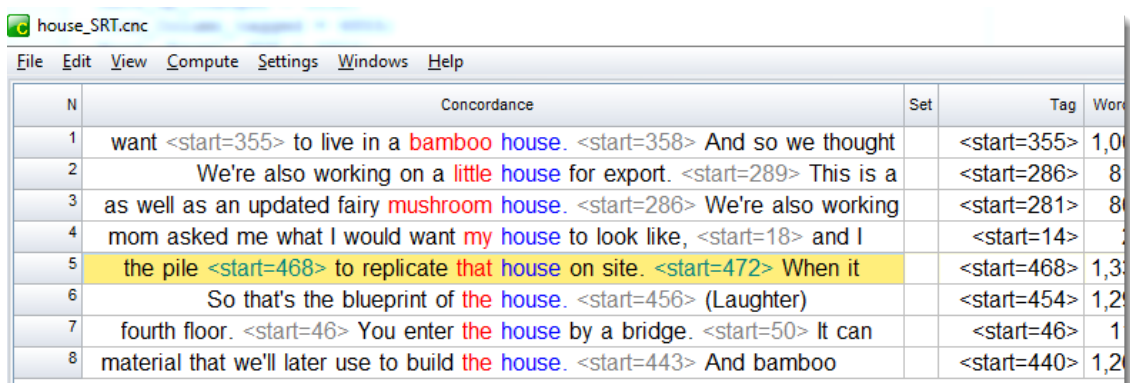 house_SRT.cnc
File Edit View Compute Settings Windows Help
N Concordance Set Tag
1 want <start=355> to live in a bamboo house. <start=358> And so we thought <start=355>
2 We're also working on a little house for export. <start=289> This is a <start=286>
3 as well as an updated fairy mushroom house. <start=286> We're also working <start=281>
4 mom asked me what I would want my house to look like, <start=18> and I <start=14>
5 the pile <start=468> to replicate that house on site. <start=472> When it <start=468>
6 So that's the blueprint of the house. <start=456> (Laughter) <start=454>
7 fourth floor. <start=46> You enter the house by a bridge. <start=50> It can <start=46>
8 material that we'll later use to build the house. <start=443> And bamboo <start=440>